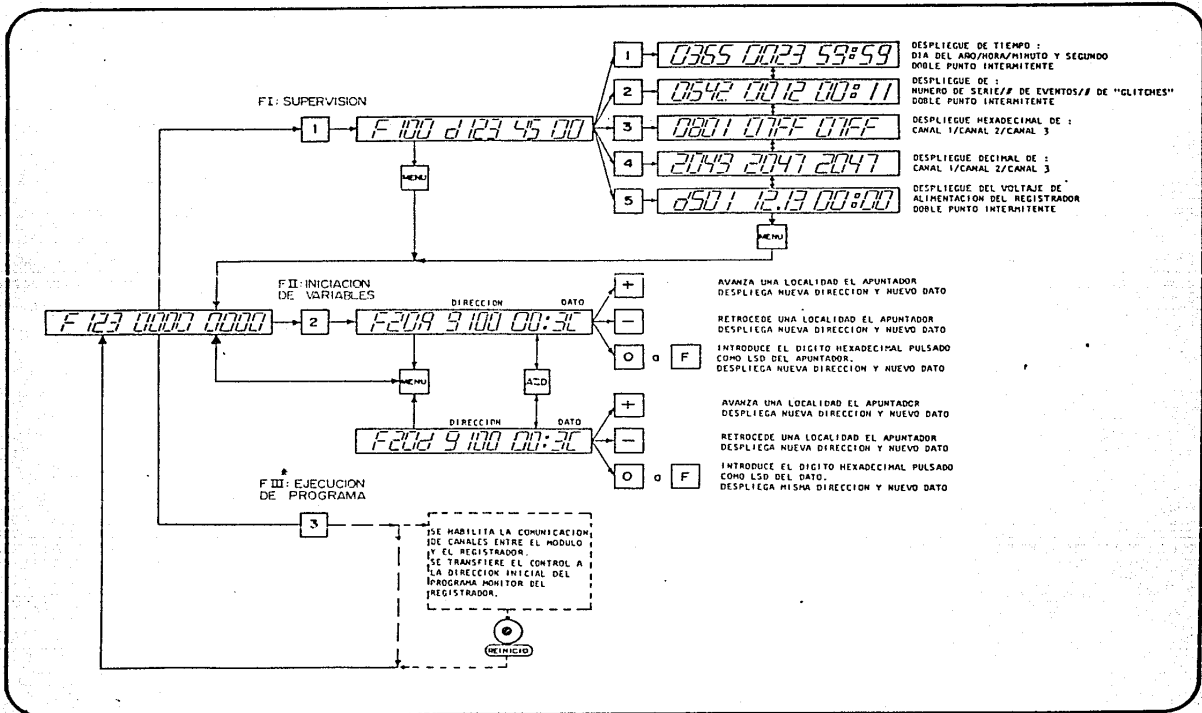 FI: SUPERVISION
1
F 100 d123 45 00
MENU
1
0365 0023 59:59
DESPLIEGUE DE TIEMPO :
DIA DEL AÑO/HORA/MINUTO Y SEGUNDO
DOBLE PUNTO INTERMITENTE
2
0642 0012 00:11
DESPLIEGUE DE :
NUMERO DE SERIE/# DE EVENTOS/# DE "GLITCHES"
DOBLE PUNTO INTERMITENTE
3
0801 07FF 07FF
DESPLIEGUE HEXADECIMAL DE :
CANAL 1/CANAL 2/CANAL 3
4
2049 2047 2047
DESPLIEGUE DECIMAL DE :
CANAL 1/CANAL 2/CANAL 3
5
d501 12.13 00:00
DESPLIEGUE DEL VOLTAJE DE
ALIMENTACION DEL REGISTRADOR
DOBLE PUNTO INTERMITENTE
MENU
F 123 0000 0000
FII: INICIACION
DE VARIABLES
2
DIRECCION DATO
F20A 9100 00:3C
+
AVANZA UNA LOCALIDAD EL APUNTADOR
DESPLIEGA NUEVA DIRECCION Y NUEVO DATO
-
RETROCEDE UNA LOCALIDAD EL APUNTADOR
DESPLIEGA NUEVA DIRECCION Y NUEVO DATO
0 a F
INTRODUCE EL DIGITO HEXADECIMAL PULSADO
COMO LSD DEL APUNTADOR.
DESPLIEGA NUEVA DIRECCION Y NUEVO DATO
MENU
DIRECCION DATO
F20d 9100 00:3C
+
AVANZA UNA LOCALIDAD EL APUNTADOR
DESPLIEGA NUEVA DIRECCION Y NUEVO DATO
-
RETROCEDE UNA LOCALIDAD EL APUNTADOR
DESPLIEGA NUEVA DIRECCION Y NUEVO DATO
0 a F
INTRODUCE EL DIGITO HEXADECIMAL PULSADO
COMO LSD DEL DATO.
DESPLIEGA MISMA DIRECCION Y NUEVO DATO
FIII: EJECUCION
DE PROGRAMA
3
SE HABILITA LA COMUNICACION
DE CANALES ENTRE EL MODULO
Y EL REGISTRADOR.
SE TRANSFIERE EL CONTROL A
LA DIRECCION INICIAL DEL
PROGRAMA MONITOR DEL
REGISTRADOR.
REINICIO